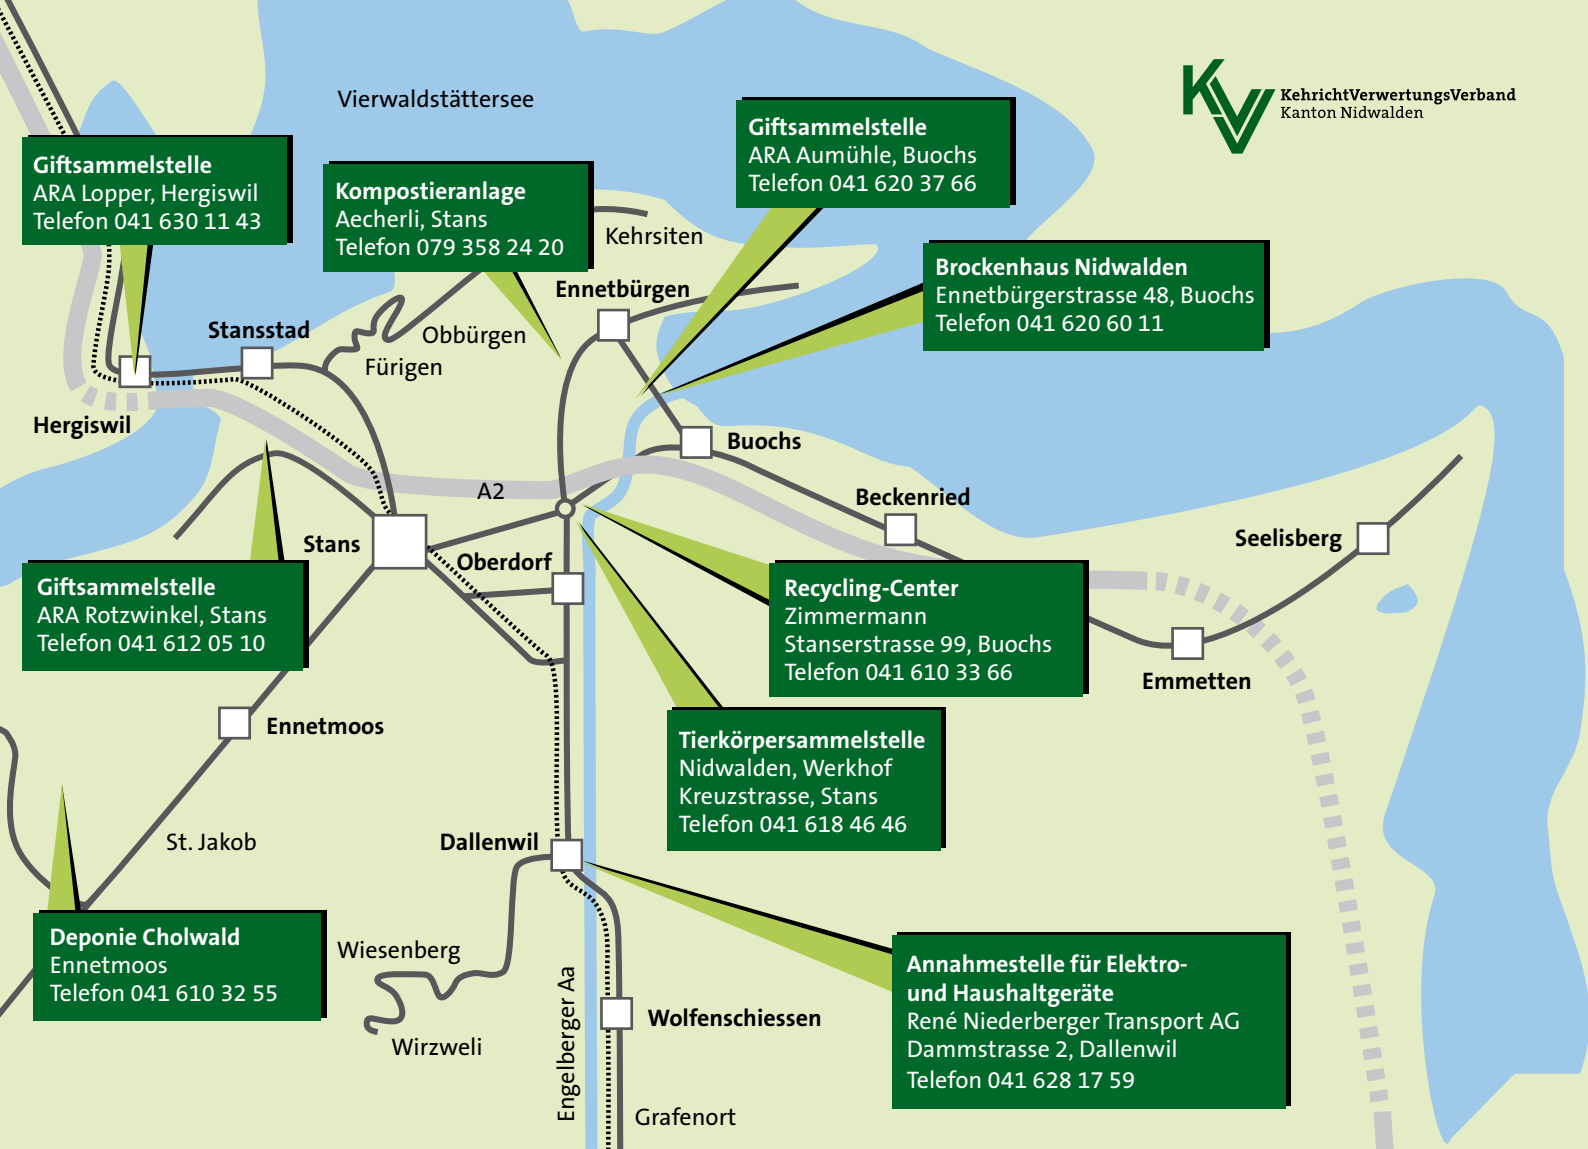 Vierwaldstättersee
KehrichtVerwertungsVerband
Kanton Nidwalden
Giftsammelstelle
ARA Lopper, Hergiswil
Telefon 041 630 11 43
Kompostieranlage
Aecherli, Stans
Telefon 079 358 24 20
Giftsammelstelle
ARA Aumühle, Buochs
Telefon 041 620 37 66
Brockenhaus Nidwalden
Ennetbürgerstrasse 48, Buochs
Telefon 041 620 60 11
Kehrsiten
Ennetbürgen
Stansstad
Obbürgen
Fürigen
Hergiswil
Buochs
A2
Beckenried
Seelisberg
Stans
Oberdorf
Giftsammelstelle
ARA Rotzwinkel, Stans
Telefon 041 612 05 10
Recycling-Center
Zimmermann
Stanserstrasse 99, Buochs
Telefon 041 610 33 66
Emmetten
Ennetmoos
Tierkörpersammelstelle
Nidwalden, Werkhof
Kreuzstrasse, Stans
Telefon 041 618 46 46
St. Jakob
Dallenwil
Deponie Cholwald
Ennetmoos
Telefon 041 610 32 55
Wiesenberg
Wirzweli
Engelberger Aa
Wolfenschiessen
Grafenort
Annahmestelle für Elektro-
und Haushaltgeräte
René Niederberger Transport AG
Dammstrasse 2, Dallenwil
Telefon 041 628 17 59